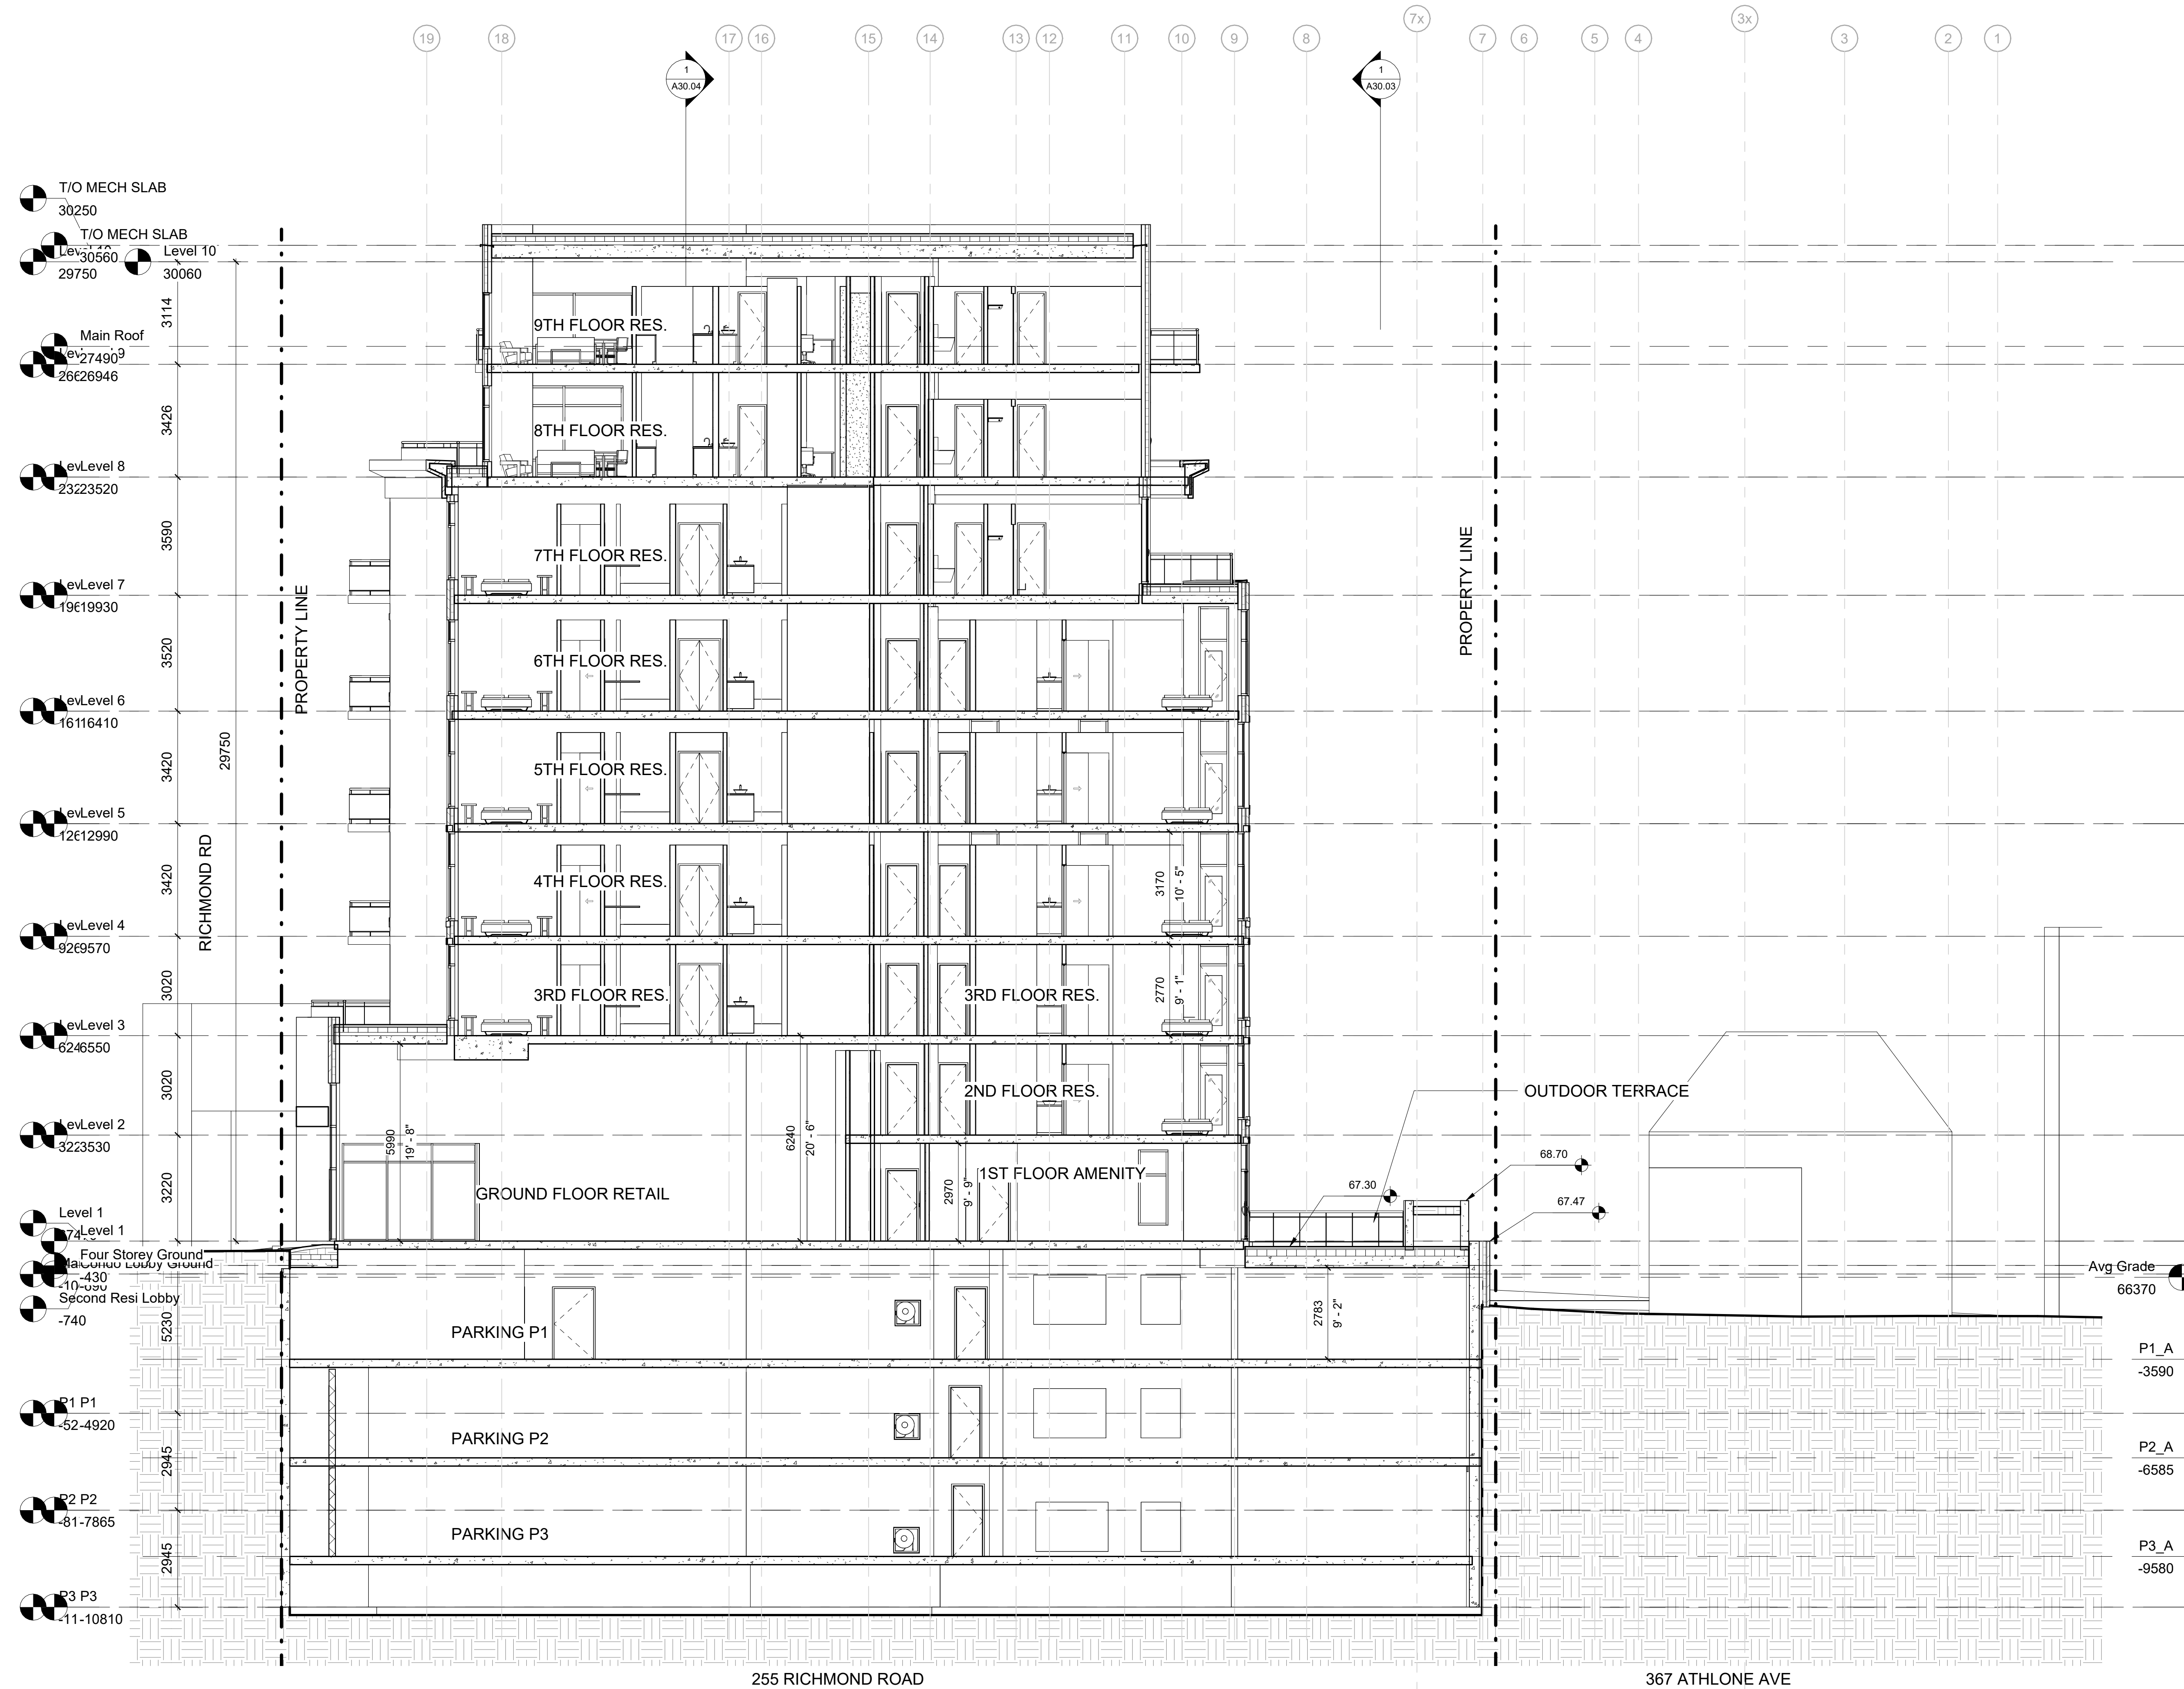 7x
3x
19
18
17
16
15
14
13
12
11
10
9
8
7
6
5
4
3
2
1
1
A30.04
1
A30.03
T/O MECH SLAB
30250
T/O MECH SLAB
30560
29750
Level 10
30060
3114
Main Roof
27490
26946
9TH FLOOR RES.
3426
8TH FLOOR RES.
Level 8
23520
3590
7TH FLOOR RES.
PROPERTY LINE
Level 7
19930
PROPERTY LINE
3520
6TH FLOOR RES.
Level 6
16410
29750
3420
5TH FLOOR RES.
Level 5
12990
RICHMOND RD
3420
4TH FLOOR RES.
3170
10' - 5"
Level 4
9570
3020
3RD FLOOR RES.
3RD FLOOR RES.
2770
9' - 1"
Level 3
6550
3020
2ND FLOOR RES.
OUTDOOR TERRACE
Level 2
3530
5990
19' - 8"
6240
20' - 6"
68.70
3220
GROUND FLOOR RETAIL
2970
9' - 9"
1ST FLOOR AMENITY
67.30
67.47
Level 1
Level 1
Four Storey Ground
Condo Lobby Ground
-430
-690
Second Resi Lobby
-740
Avg Grade
66370
5230
PARKING P1
2783
9' - 2"
P1_A
-3590
P1 P1
-4920
PARKING P2
2945
P2_A
-6585
P2 P2
-7865
PARKING P3
2945
P3_A
-9580
P3 P3
-10810
255 RICHMOND ROAD
367 ATHLONE AVE